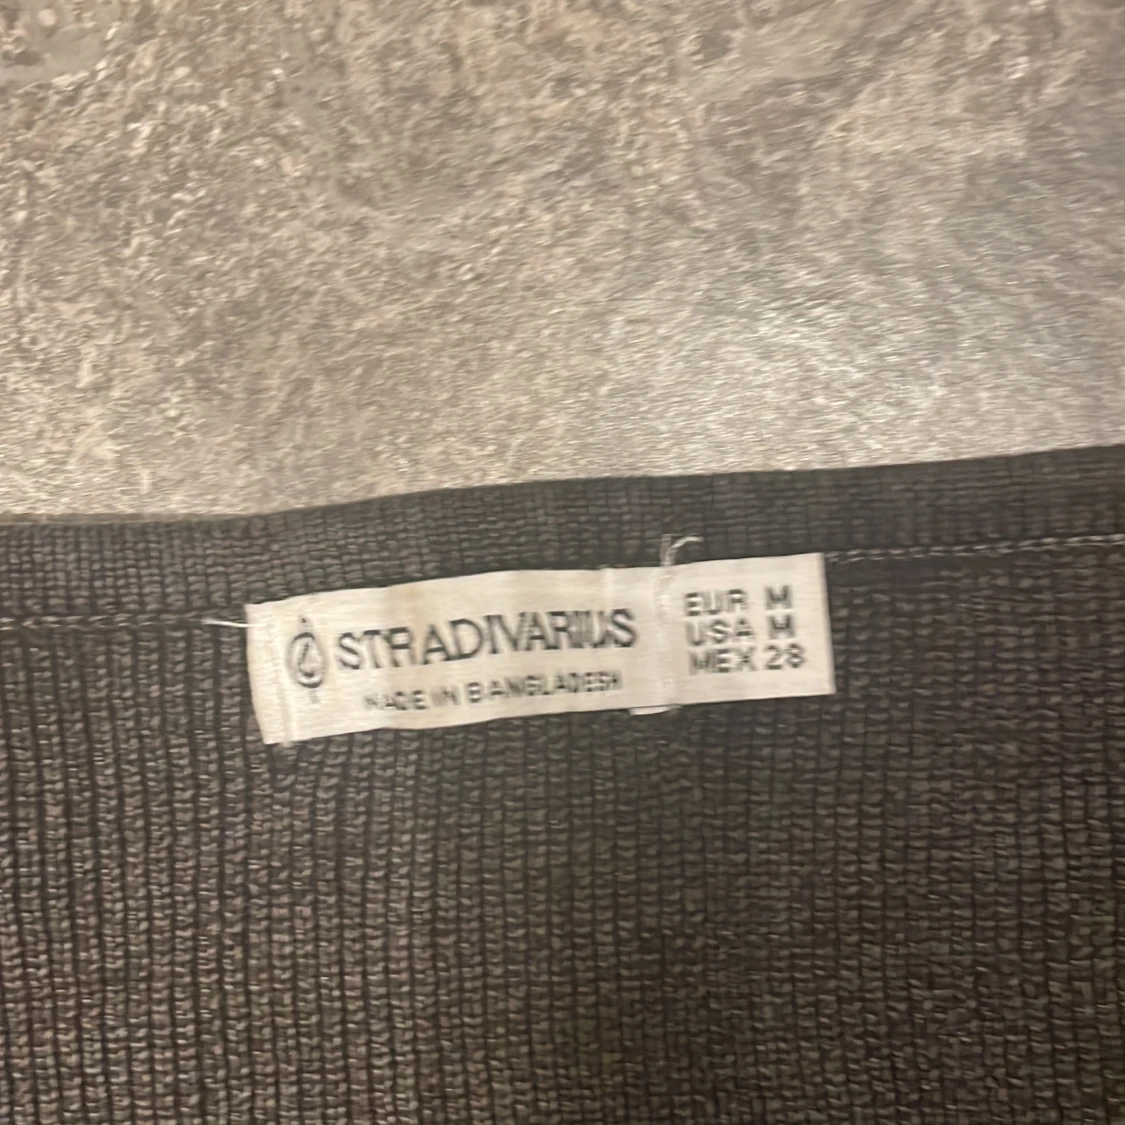 STRADIVARIUS
MADE IN BANGLADESH
EUR M
USA M
MEX 28